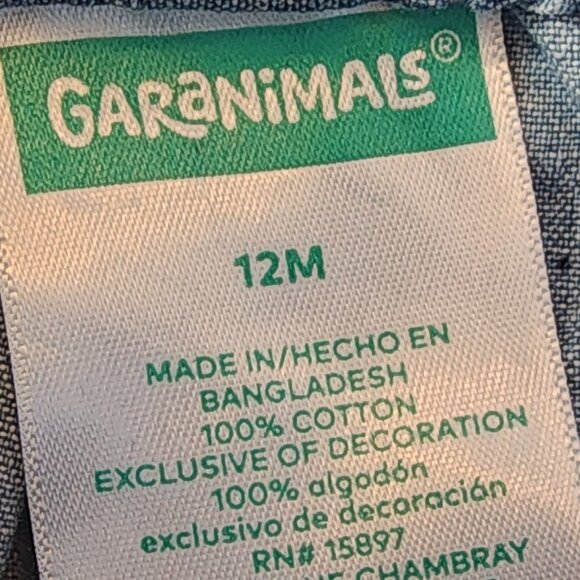 GARANiMALS®
12M
MADE IN/HECHO EN
BANGLADESH
100% COTTON
EXCLUSIVE OF DECORATION
100% algodón
exclusivo de decoración
RN# 15897
CHAMBRAY